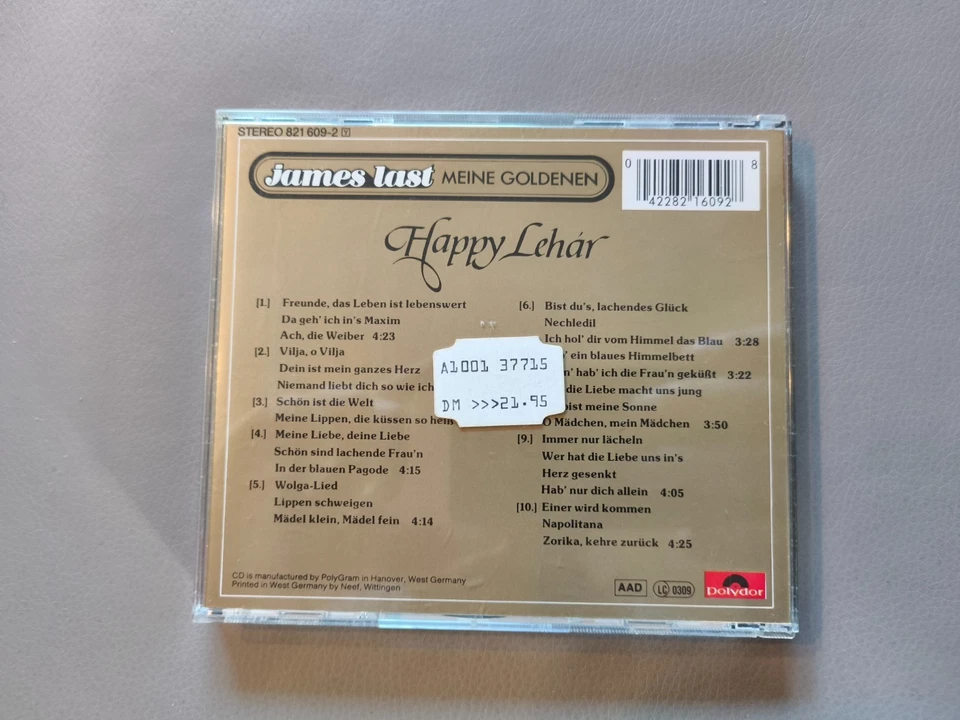 STEREO 821 609-2 Y
james last MEINE GOLDENEN
0 42282 16092 8
Happy Lehár
[1.] Freunde, das Leben ist lebenswert
Da geh' ich in's Maxim
Ach, die Weiber 4:23
[2.] Vilja, o Vilja
Dein ist mein ganzes Herz
Niemand liebt dich so wie ich
[3.] Schön ist die Welt
Meine Lippen, die küssen so heiß
[4.] Meine Liebe, deine Liebe
Schön sind lachende Frau'n
In der blauen Pagode 4:15
[5.] Wolga-Lied
Lippen schweigen
Mädel klein, Mädel fein 4:14
A1001 37715
DM >>>21.95
[6.] Bist du's, lachendes Glück
Nechledil
Ich hol' dir vom Himmel das Blau 3:28
ein blaues Himmelbett
hab' ich die Frau'n geküßt 3:22
die Liebe macht uns jung
bist meine Sonne
O Mädchen, mein Mädchen 3:50
[9.] Immer nur lächeln
Wer hat die Liebe uns in's
Herz gesenkt
Hab' nur dich allein 4:05
[10.] Einer wird kommen
Napolitana
Zorika, kehre zurück 4:25
CD is manufactured by PolyGram in Hanover, West Germany
Printed in West Germany by Neef, Wittingen
AAD LC 0309 Polydor